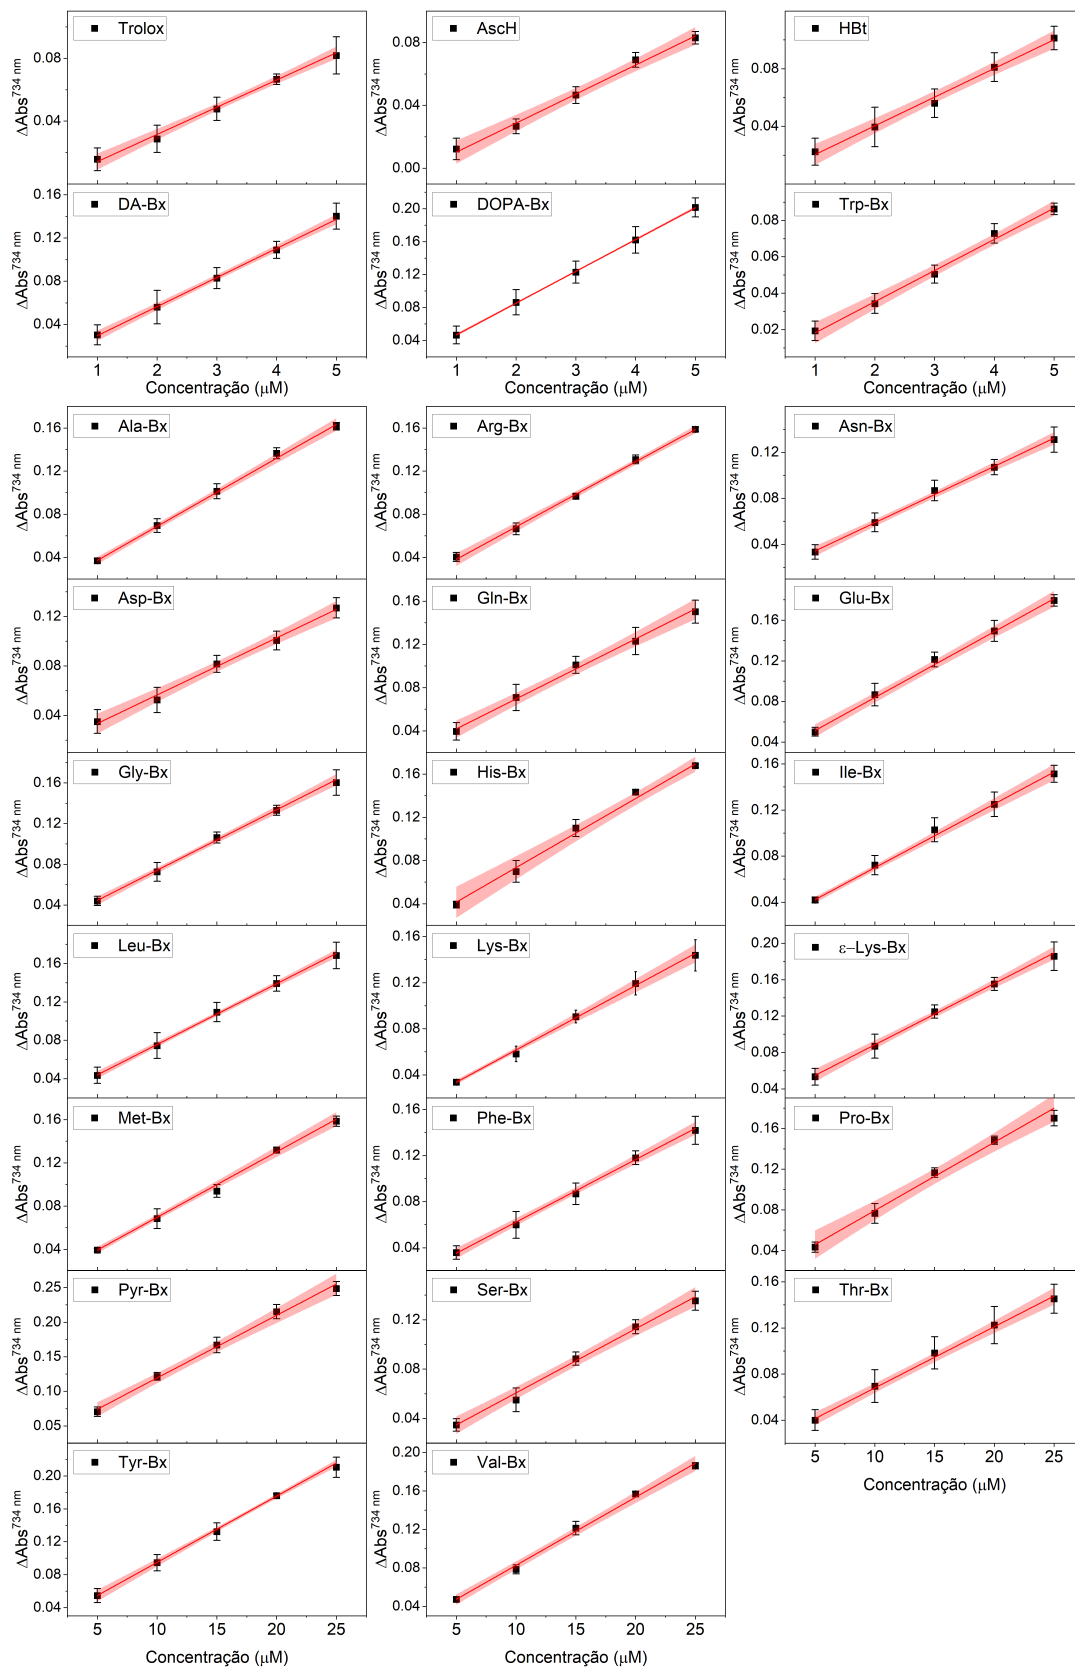 Trolox
0.08
0.04
ΔAbs734 nm
AscH
0.08
0.04
0.00
ΔAbs734 nm
HBt
0.08
0.04
ΔAbs734 nm
DA-Bx
0.16
0.12
0.08
0.04
ΔAbs734 nm
1 2 3 4 5
Concentração (μM)
DOPA-Bx
0.20
0.16
0.12
0.08
0.04
ΔAbs734 nm
1 2 3 4 5
Concentração (μM)
Trp-Bx
0.08
0.06
0.04
0.02
ΔAbs734 nm
1 2 3 4 5
Concentração (μM)
Ala-Bx
0.16
0.12
0.08
0.04
ΔAbs734 nm
Arg-Bx
0.16
0.12
0.08
0.04
ΔAbs734 nm
Asn-Bx
0.12
0.08
0.04
ΔAbs734 nm
Asp-Bx
0.12
0.08
0.04
ΔAbs734 nm
Gln-Bx
0.16
0.12
0.08
0.04
ΔAbs734 nm
Glu-Bx
0.16
0.12
0.08
0.04
ΔAbs734 nm
Gly-Bx
0.16
0.12
0.08
0.04
ΔAbs734 nm
His-Bx
0.16
0.12
0.08
0.04
ΔAbs734 nm
Ile-Bx
0.16
0.12
0.08
0.04
ΔAbs734 nm
Leu-Bx
0.16
0.12
0.08
0.04
ΔAbs734 nm
Lys-Bx
0.16
0.12
0.08
0.04
ΔAbs734 nm
ε–Lys-Bx
0.20
0.16
0.12
0.08
0.04
ΔAbs734 nm
Met-Bx
0.16
0.12
0.08
0.04
ΔAbs734 nm
Phe-Bx
0.16
0.12
0.08
0.04
ΔAbs734 nm
Pro-Bx
0.16
0.12
0.08
0.04
ΔAbs734 nm
Pyr-Bx
0.25
0.20
0.15
0.10
0.05
ΔAbs734 nm
Ser-Bx
0.12
0.08
0.04
ΔAbs734 nm
Thr-Bx
0.16
0.12
0.08
0.04
ΔAbs734 nm
5 10 15 20 25
Concentração (μM)
Tyr-Bx
0.20
0.16
0.12
0.08
0.04
ΔAbs734 nm
5 10 15 20 25
Concentração (μM)
Val-Bx
0.20
0.16
0.12
0.08
0.04
ΔAbs734 nm
5 10 15 20 25
Concentração (μM)